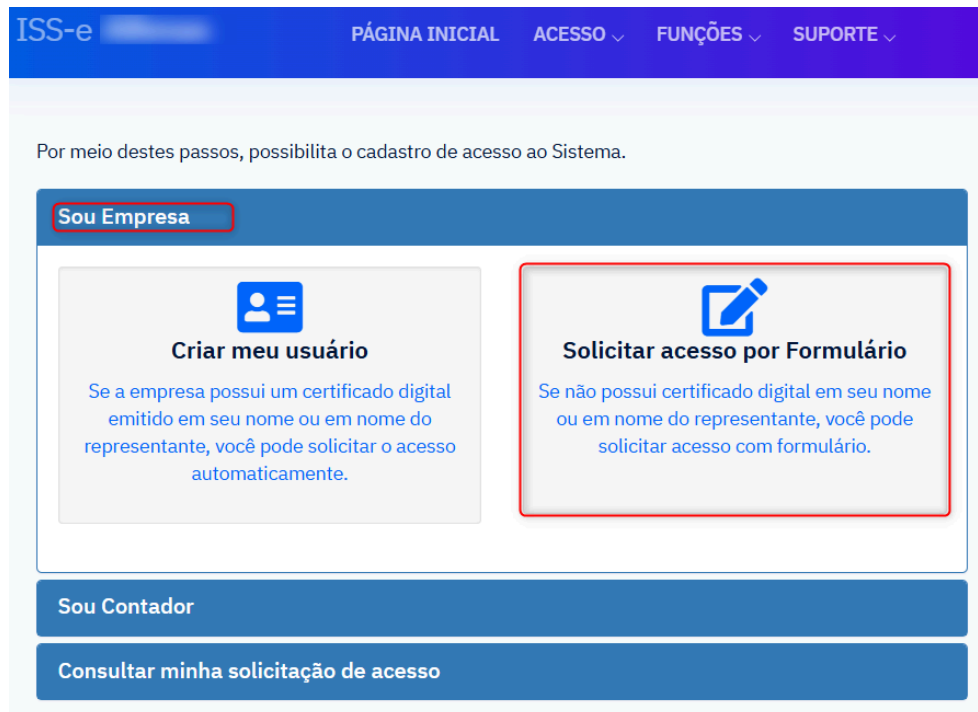 ISS-e
PÁGINA INICIAL ACESSO FUNÇÕES SUPORTE
Por meio destes passos, possibilita o cadastro de acesso ao Sistema.
Sou Empresa
Criar meu usuário
Se a empresa possui um certificado digital
emitido em seu nome ou em nome do
representante, você pode solicitar o acesso
automaticamente.
Solicitar acesso por Formulário
Se não possui certificado digital em seu nome
ou em nome do representante, você pode
solicitar acesso com formulário.
Sou Contador
Consultar minha solicitação de acesso